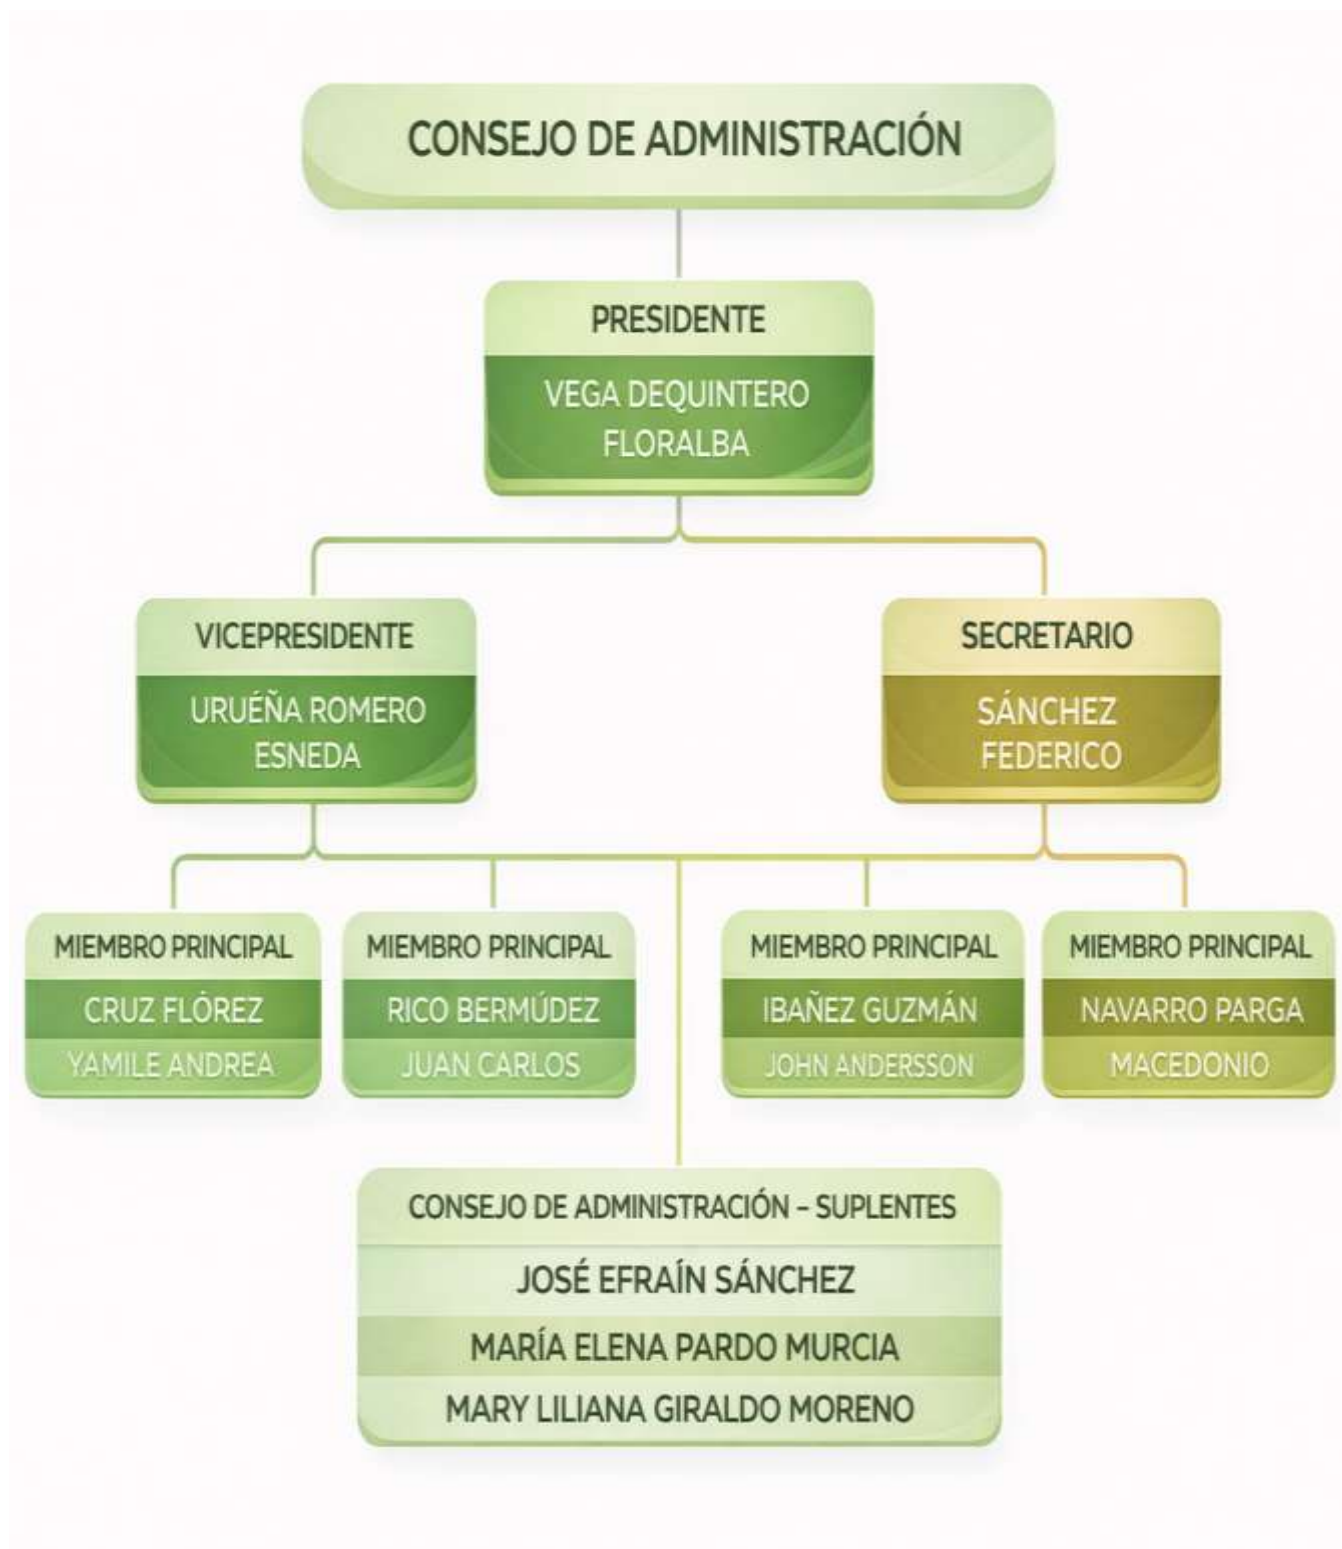 CONSEJO DE ADMINISTRACIÓN
PRESIDENTE
VEGA DEQUINTERO
FLORALBA
VICEPRESIDENTE
URUÉÑA ROMERO
ESNEDA
SECRETARIO
SÁNCHEZ
FEDERICO
MIEMBRO PRINCIPAL
CRUZ FLÓREZ
YAMILE ANDREA
MIEMBRO PRINCIPAL
RICO BERMÚDEZ
JUAN CARLOS
MIEMBRO PRINCIPAL
IBAÑEZ GUZMÁN
JOHN ANDERSSON
MIEMBRO PRINCIPAL
NAVARRO PARGA
MACEDONIO
CONSEJO DE ADMINISTRACIÓN – SUPLENTES
JOSÉ EFRAÍN SÁNCHEZ
MARÍA ELENA PARDO MURCIA
MARY LILIANA GIRALDO MORENO